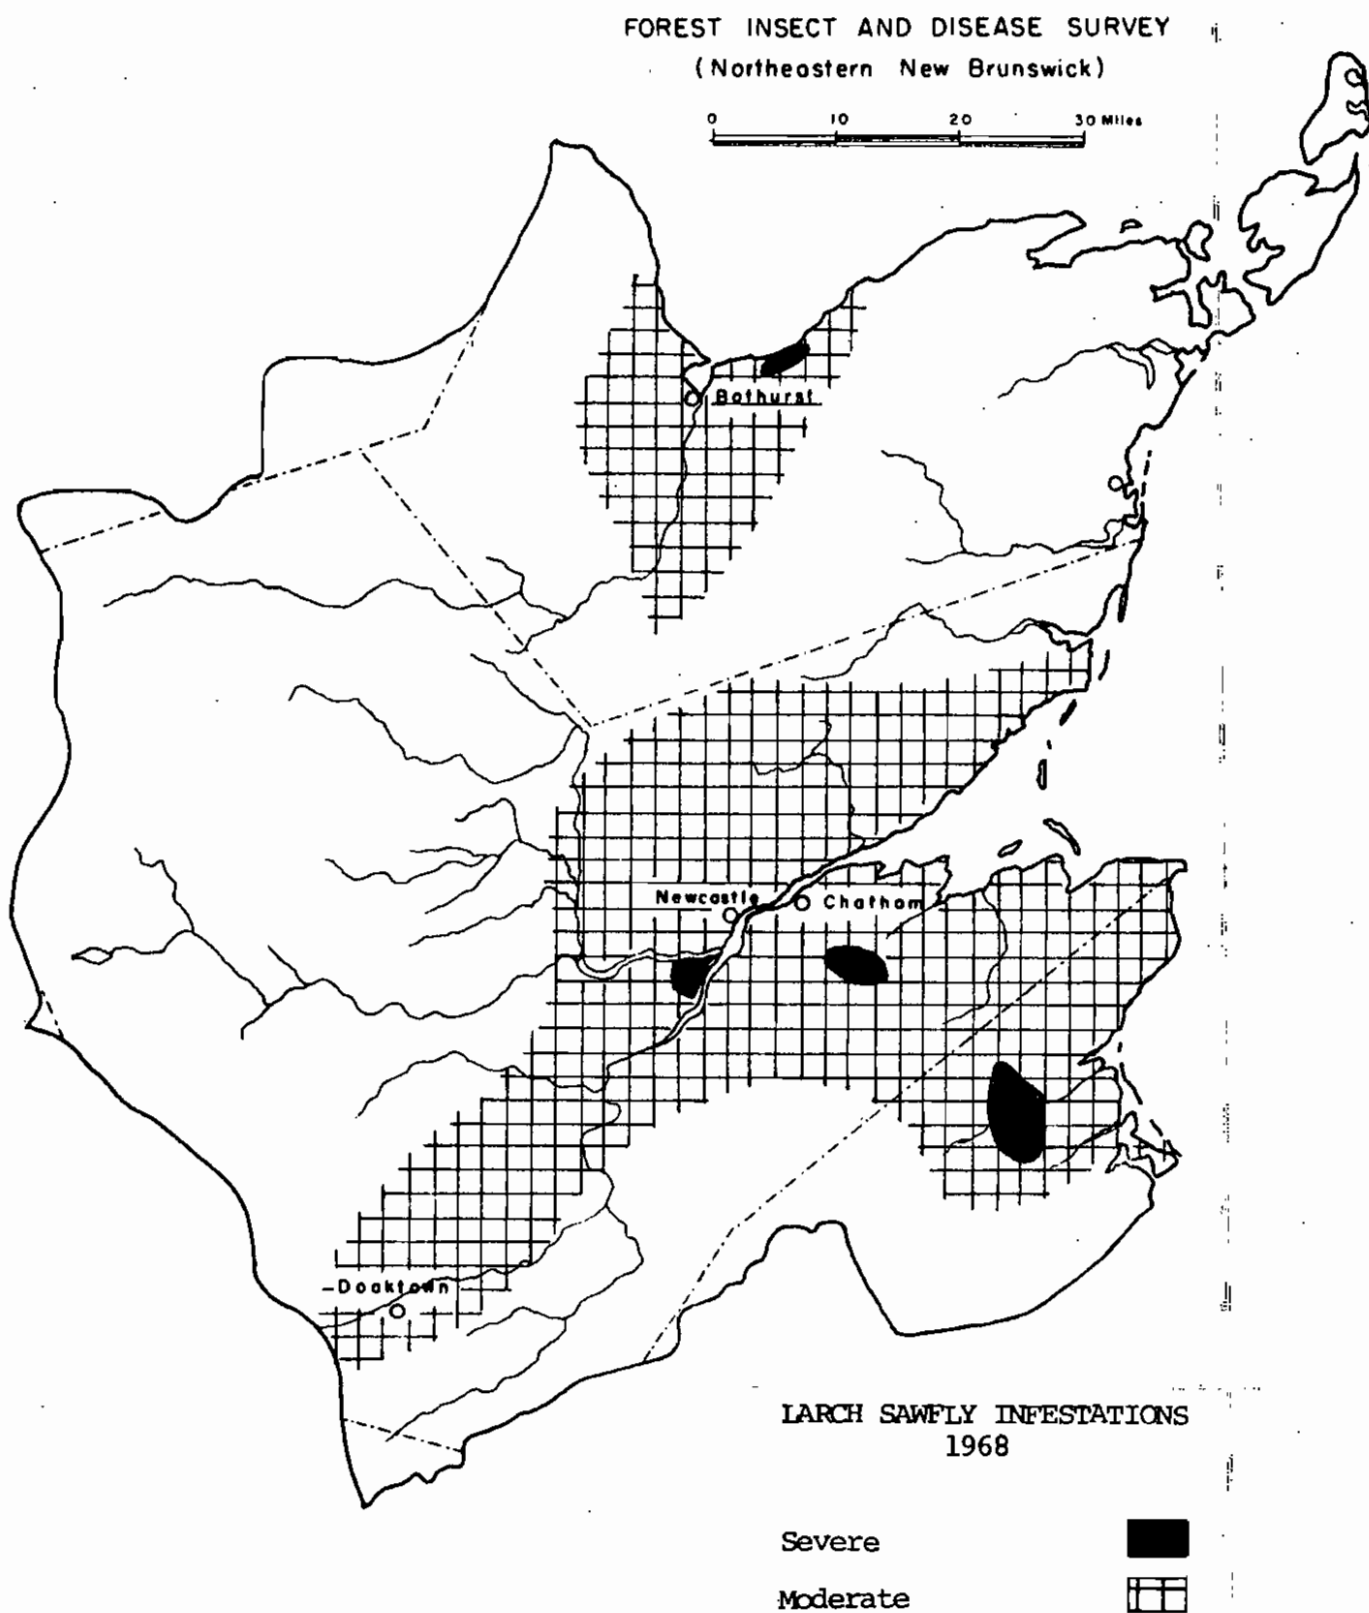 FOREST INSECT AND DISEASE SURVEY
(Northeastern New Brunswick)
0 10 20 30 Miles
Bathurst
Newcastle
Chatham
Doaktown
LARCH SAWFLY INFESTATIONS
1968
Severe
Moderate